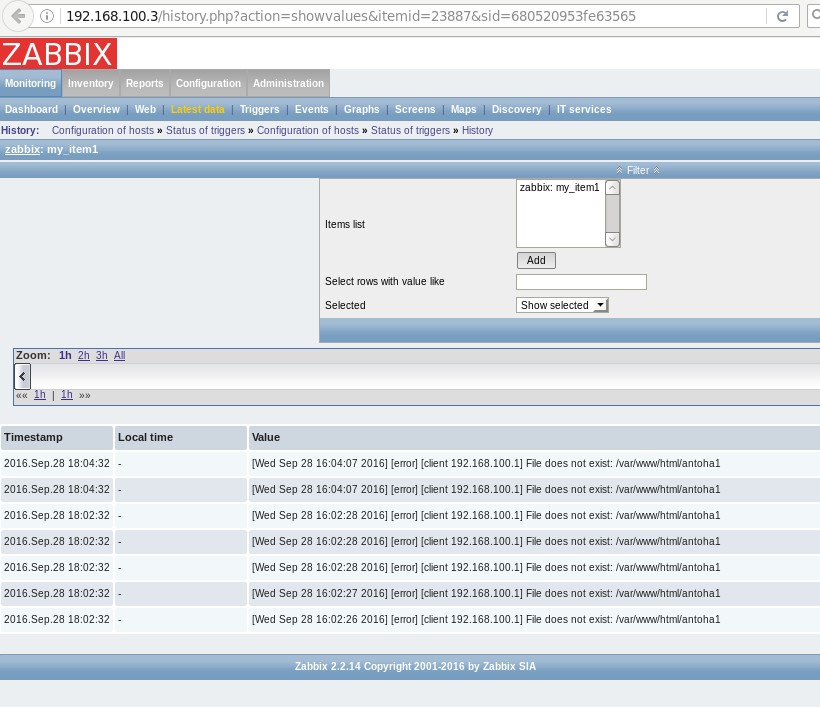 192.168.100.3/history.php?action=showvalues&itemid=23887&sid=680520953fe63565
ZABBIX
Monitoring Inventory Reports Configuration Administration
Dashboard | Overview | Web | Latest data | Triggers | Events | Graphs | Screens | Maps | Discovery | IT services
History: Configuration of hosts » Status of triggers » Configuration of hosts » Status of triggers » History
zabbix: my_item1
Filter
zabbix: my_item1
Items list
Add
Select rows with value like
Selected Show selected
Zoom: 1h 2h 3h All
«« 1h | 1h »»
Timestamp Local time Value
2016.Sep.28 18:04:32 - [Wed Sep 28 16:04:07 2016] [error] [client 192.168.100.1] File does not exist: /var/www/html/antoha1
2016.Sep.28 18:04:32 - [Wed Sep 28 16:04:07 2016] [error] [client 192.168.100.1] File does not exist: /var/www/html/antoha1
2016.Sep.28 18:02:32 - [Wed Sep 28 16:02:28 2016] [error] [client 192.168.100.1] File does not exist: /var/www/html/antoha1
2016.Sep.28 18:02:32 - [Wed Sep 28 16:02:28 2016] [error] [client 192.168.100.1] File does not exist: /var/www/html/antoha1
2016.Sep.28 18:02:32 - [Wed Sep 28 16:02:28 2016] [error] [client 192.168.100.1] File does not exist: /var/www/html/antoha1
2016.Sep.28 18:02:32 - [Wed Sep 28 16:02:27 2016] [error] [client 192.168.100.1] File does not exist: /var/www/html/antoha1
2016.Sep.28 18:02:32 - [Wed Sep 28 16:02:26 2016] [error] [client 192.168.100.1] File does not exist: /var/www/html/antoha1
Zabbix 2.2.14 Copyright 2001-2016 by Zabbix SIA